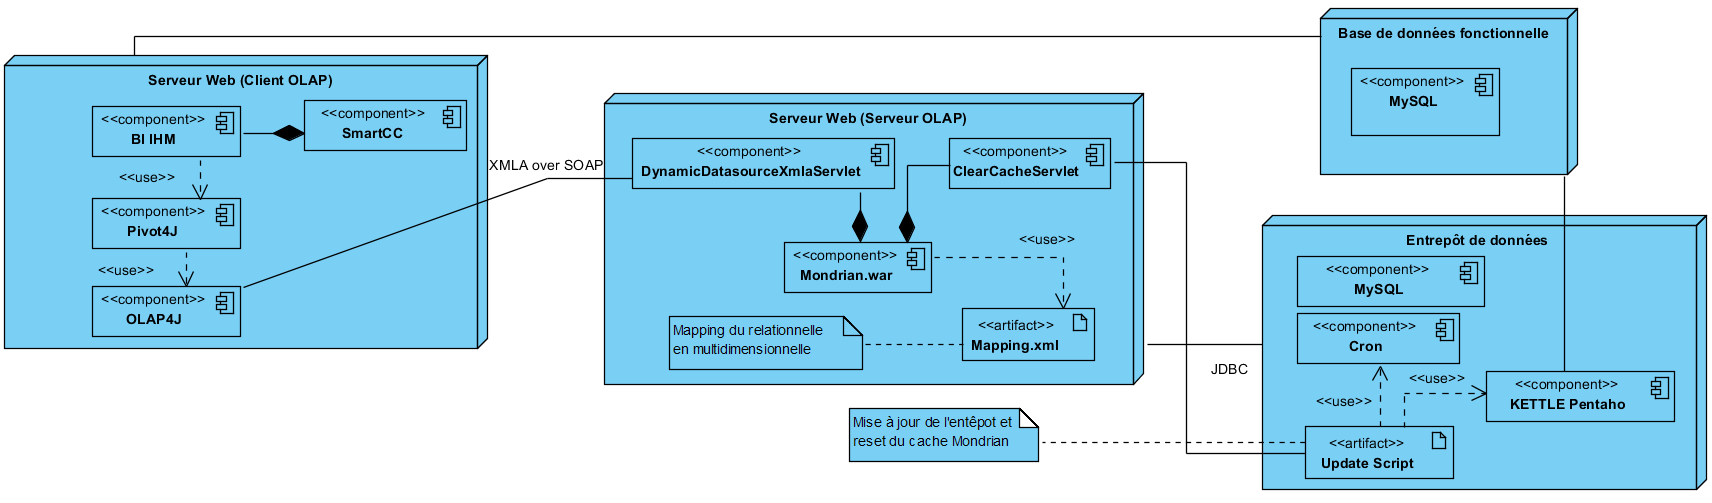 Serveur Web (Client OLAP)
<<component>>
BI IHM
<<component>>
SmartCC
<<use>>
<<component>>
Pivot4J
<<use>>
<<component>>
OLAP4J
XMLA over SOAP
Serveur Web (Serveur OLAP)
<<component>>
DynamicDatasourceXmlaServlet
<<component>>
ClearCacheServlet
<<component>>
Mondrian.war
<<use>>
<<artifact>>
Mapping.xml
Mapping du relationnelle
en multidimensionnelle
Base de données fonctionnelle
<<component>>
MySQL
JDBC
Entrepôt de données
<<component>>
MySQL
<<component>>
Cron
<<use>>
<<use>>
<<component>>
KETTLE Pentaho
<<artifact>>
Update Script
Mise à jour de l'entêpot et
reset du cache Mondrian